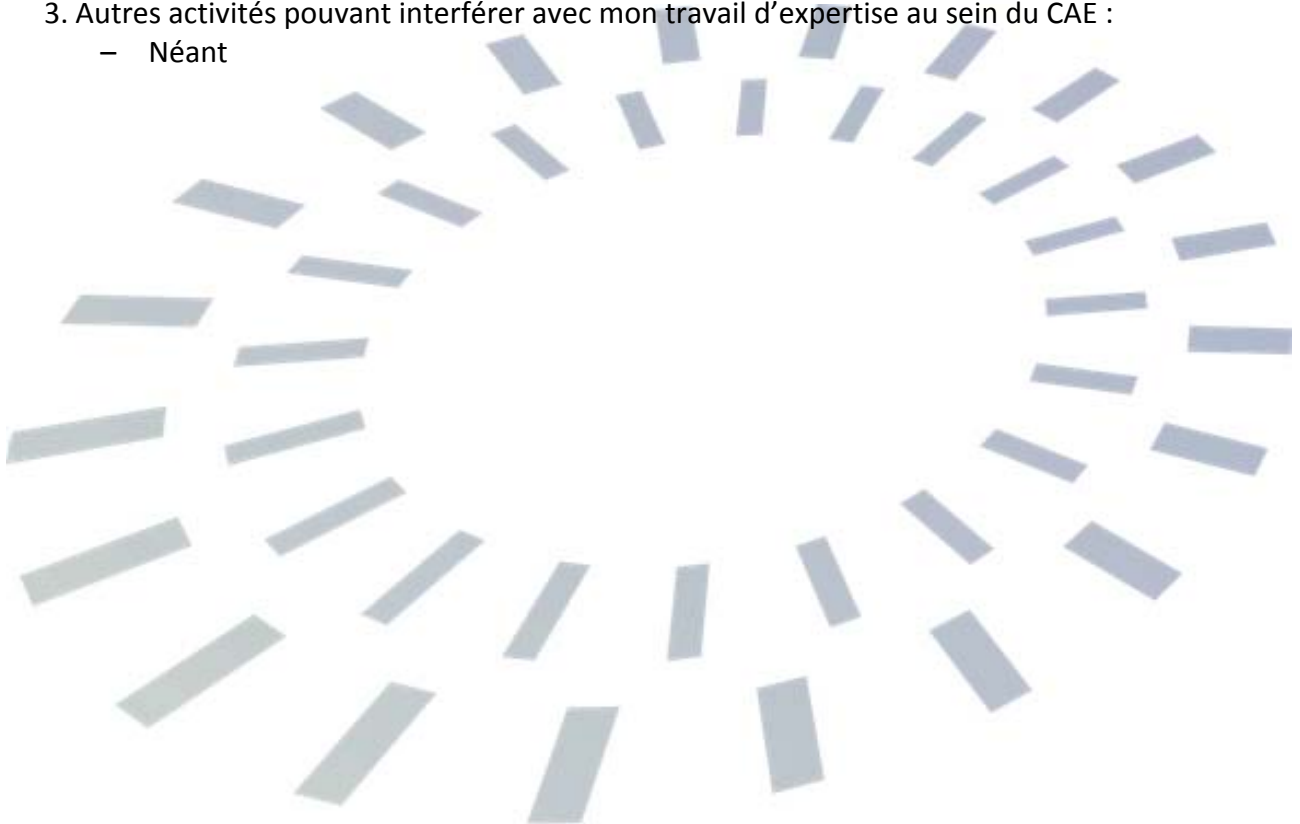 3. Autres activités pouvant interférer avec mon travail d’expertise au sein du CAE :
– Néant